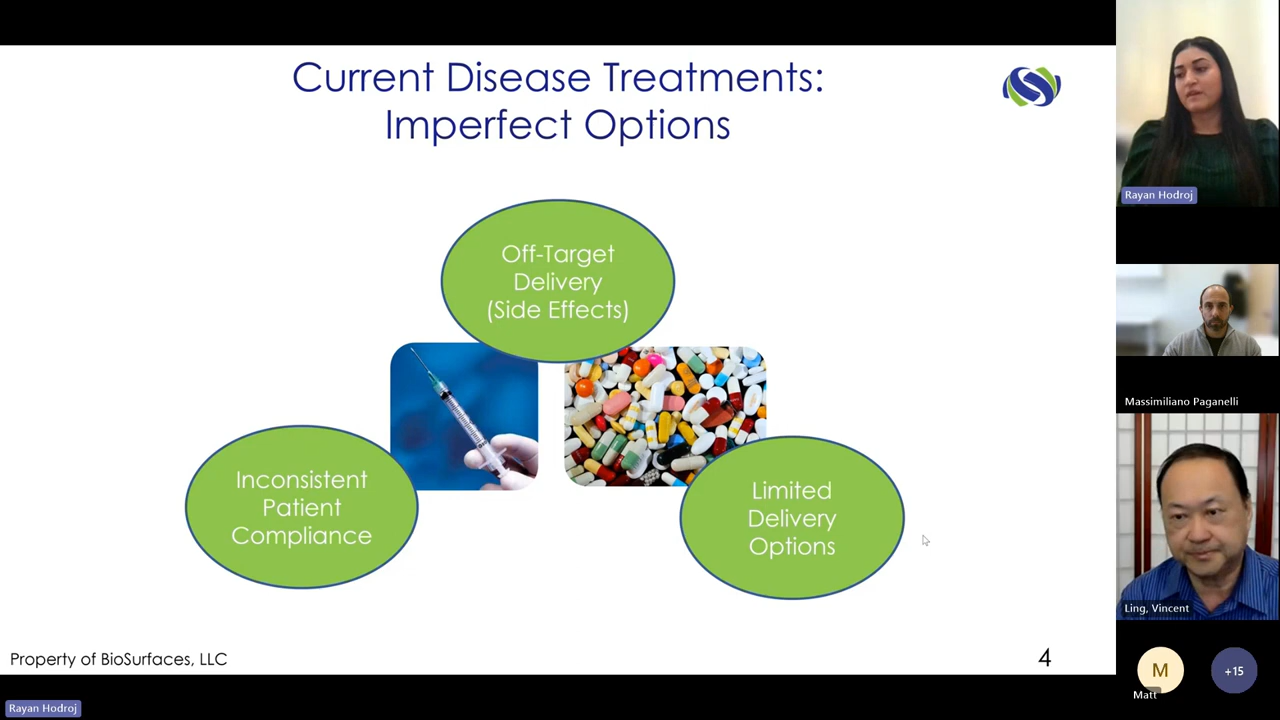 Current Disease Treatments:
Imperfect Options
Off-Target
Delivery
(Side Effects)
Inconsistent
Patient
Compliance
Limited
Delivery
Options
Property of BioSurfaces, LLC
4
Rayan Hodroj
Rayan Hodroj
Massimiliano Paganelli
Ling, Vincent
M
Matt
+15